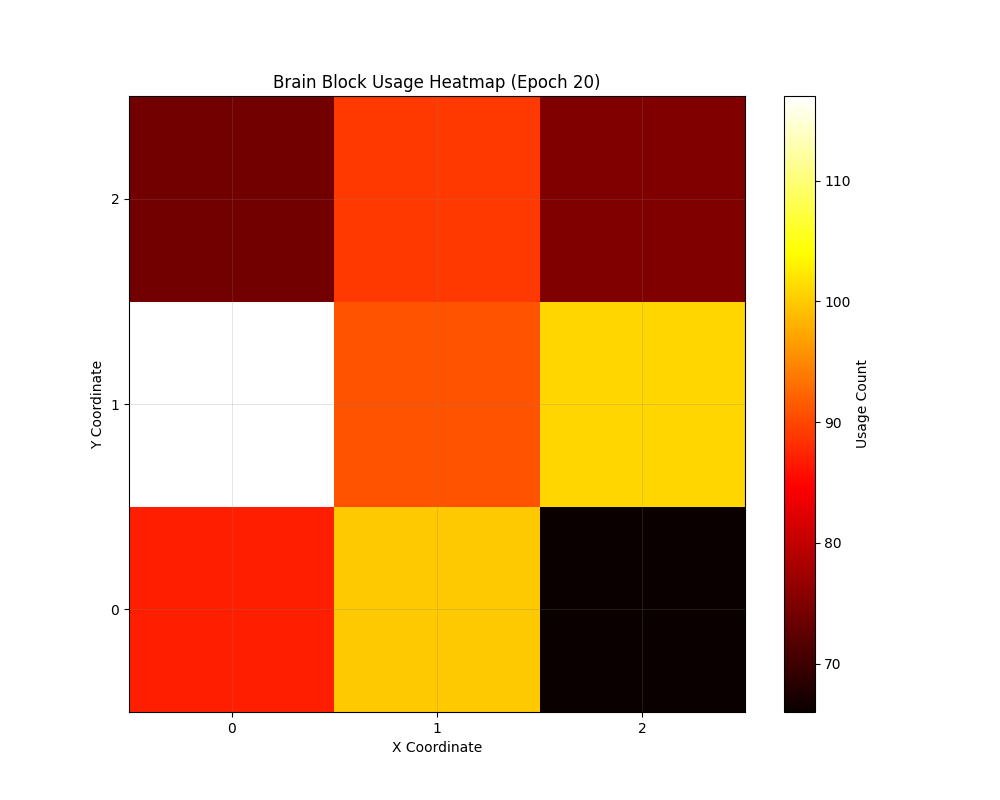 Brain Block Usage Heatmap (Epoch 20)
2
1
0
Y Coordinate
0 1 2
X Coordinate
110
100
90
80
70
Usage Count